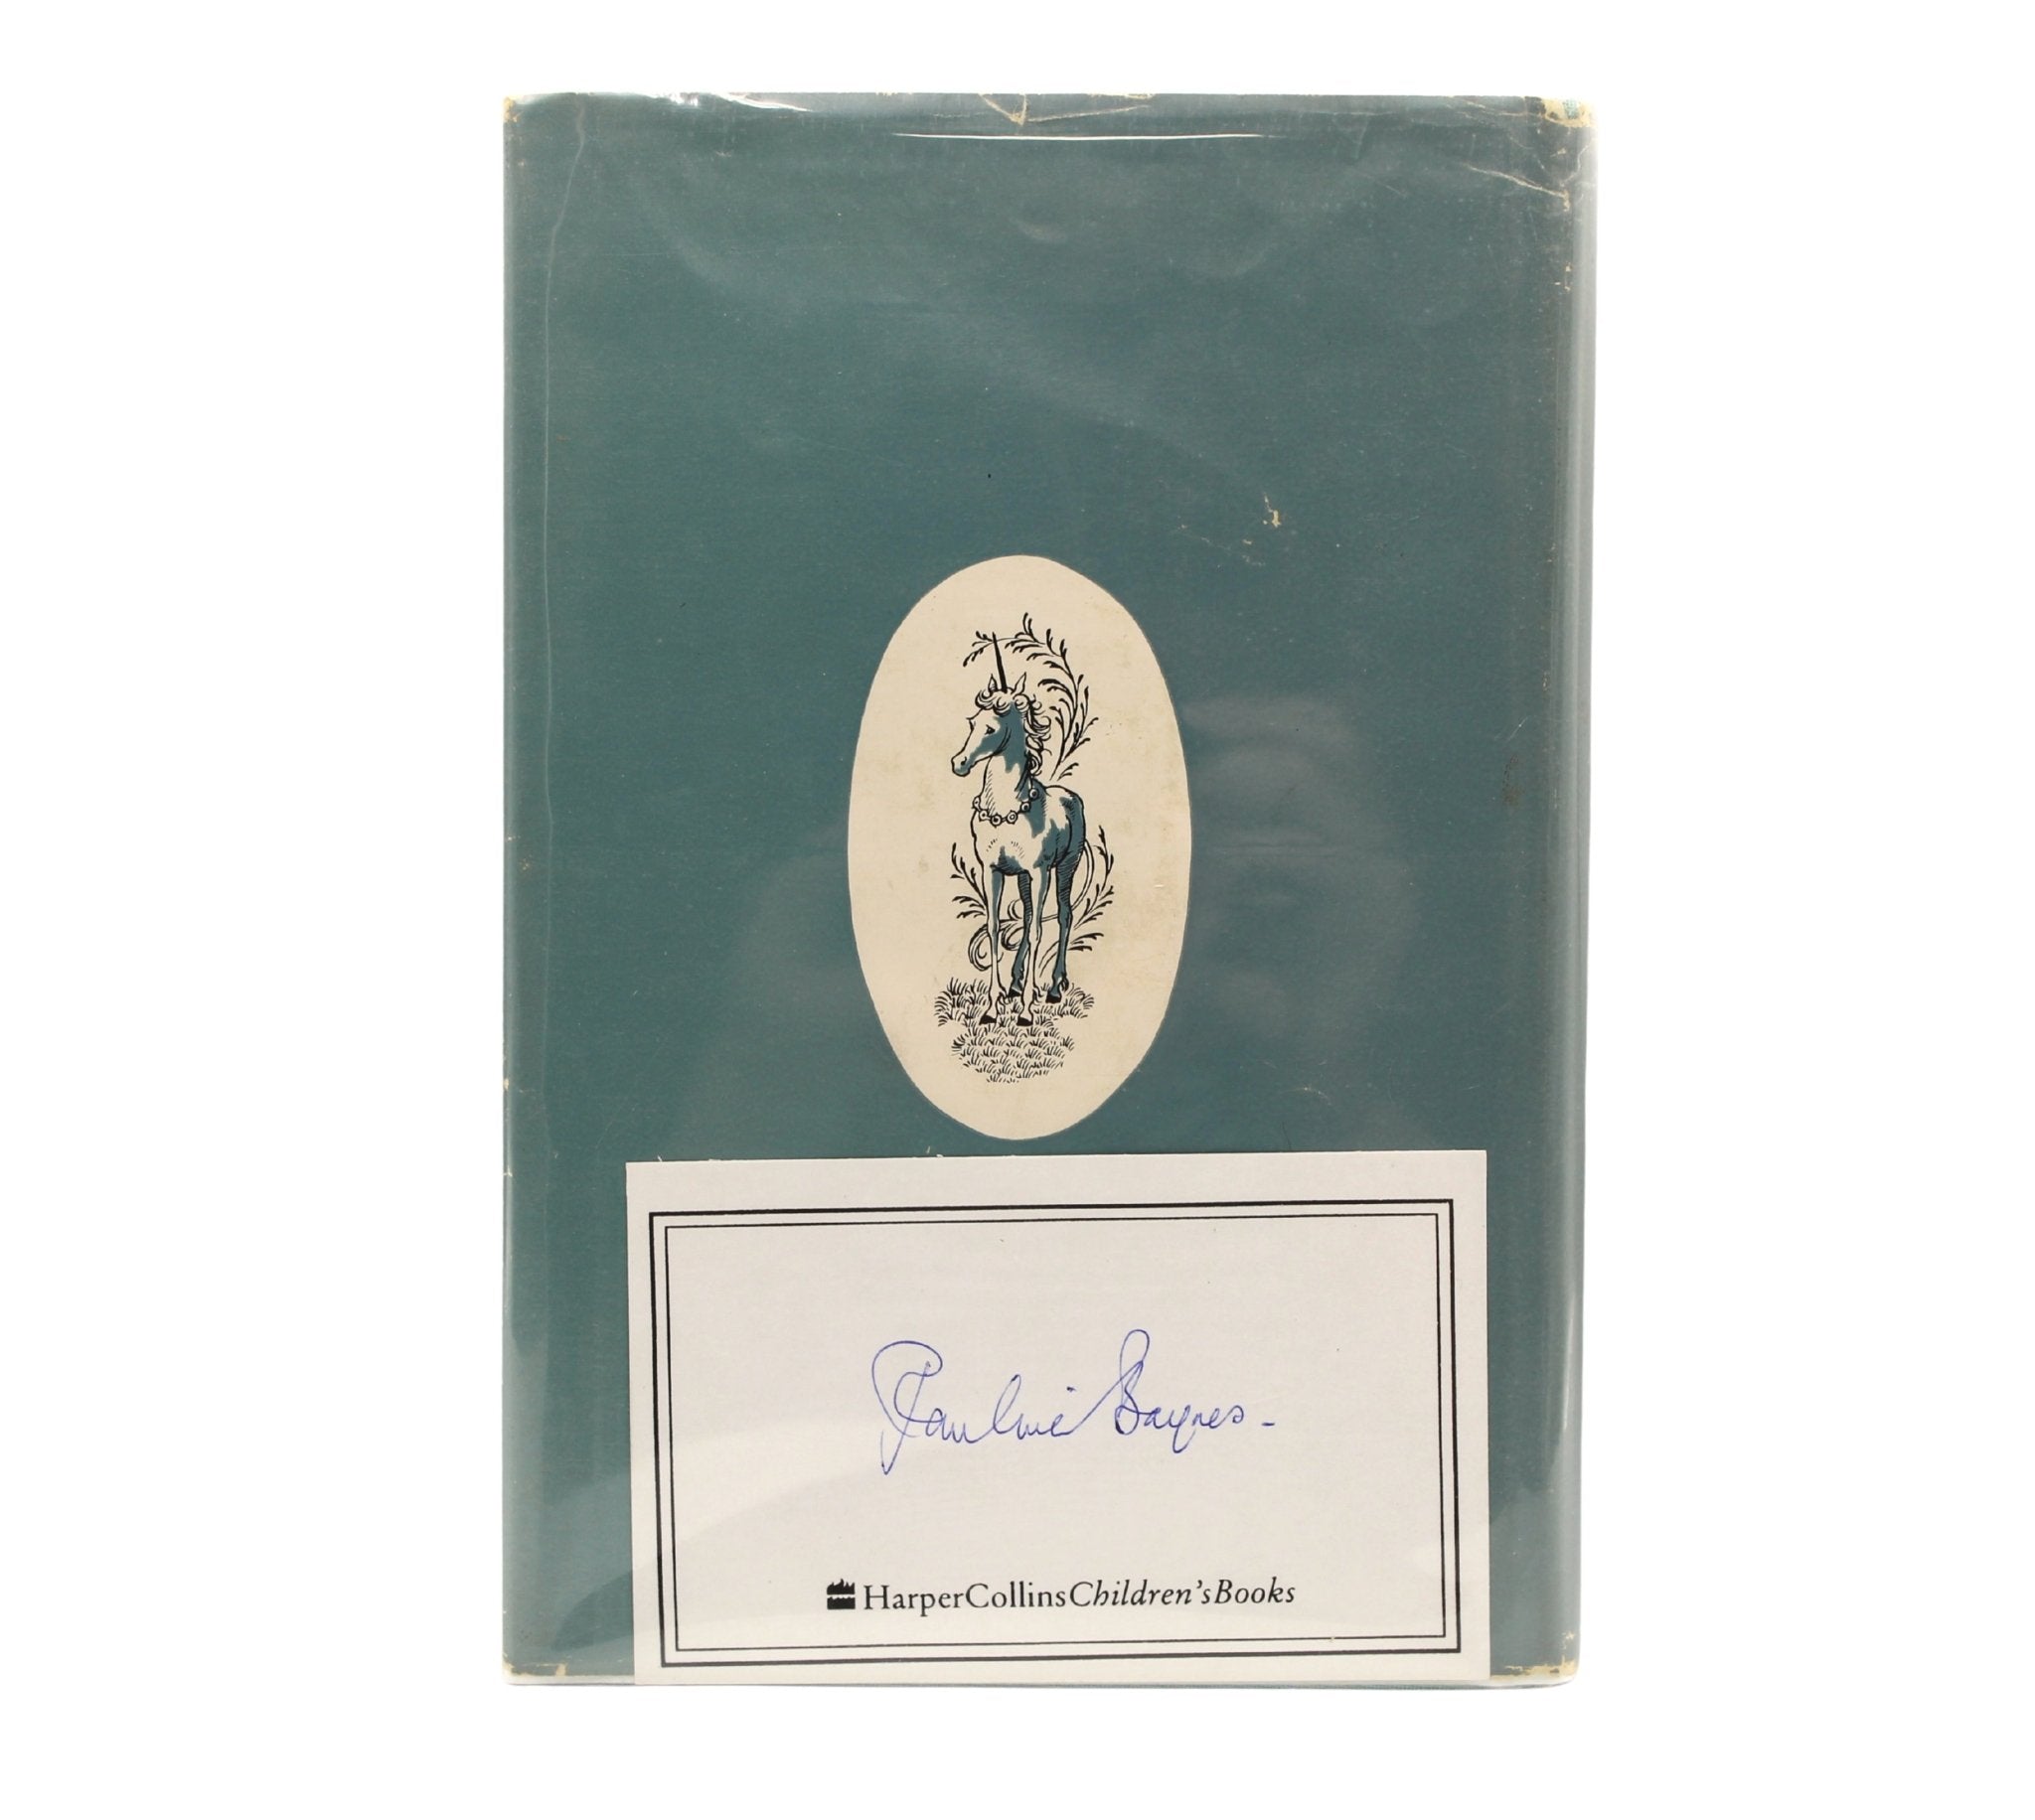 Pauline Baynes -
HarperCollinsChildren'sBooks